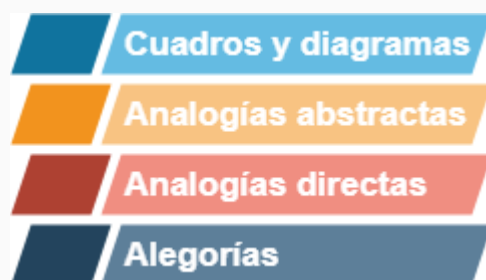 Cuadros y diagramas
Analogías abstractas
Analogías directas
Alegorías